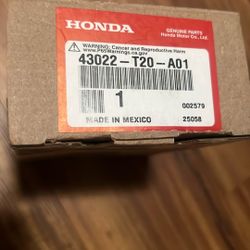 HONDA
GENUINE PARTS
Honda Motor Co., Ltd.
WARNING: Cancer and Reproductive Harm
www.P65Warnings.ca.gov
43022-T20-A01
1
002579
MADE IN MEXICO
25058